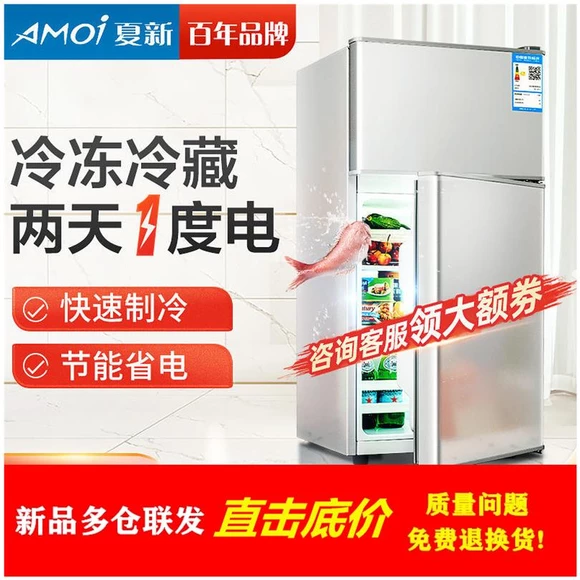 AMOi 夏新 百年品牌
冷冻冷藏
两天1度电
快速制冷
节能省电
咨询客服领大额券
新品多仓联发 直击底价
质量问题
免费退换货!